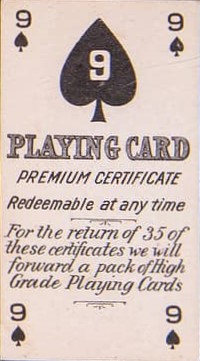 9 9
9
PLAYING CARD
PREMIUM CERTIFICATE
Redeemable at any time
For the return of 35 of
these certificates we will
forward a pack of High
Grade Playing Cards
9 9